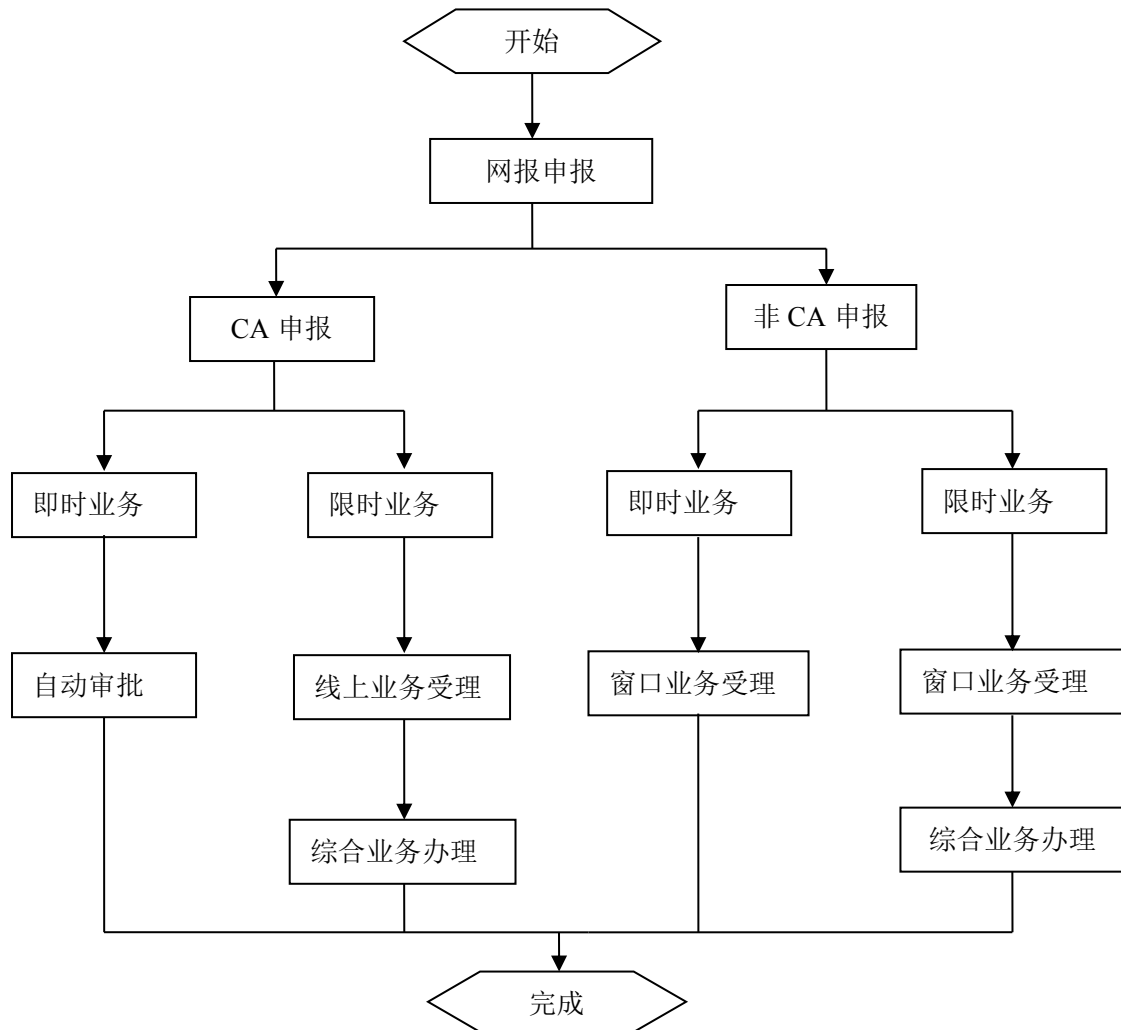 开始
网报申报
CA 申报
非 CA 申报
即时业务
限时业务
即时业务
限时业务
自动审批
线上业务受理
窗口业务受理
窗口业务受理
综合业务办理
综合业务办理
完成